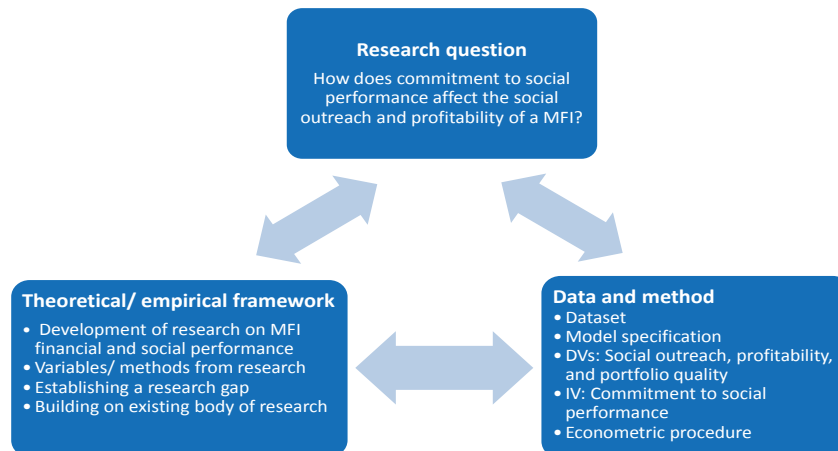 Research question
How does commitment to social
performance affect the social
outreach and profitability of a MFI?
Theoretical/ empirical framework
• Development of research on MFI
financial and social performance
• Variables/ methods from research
• Establishing a research gap
• Building on existing body of research
Data and method
• Dataset
• Model specification
• DVs: Social outreach, profitability,
and portfolio quality
• IV: Commitment to social
performance
• Econometric procedure